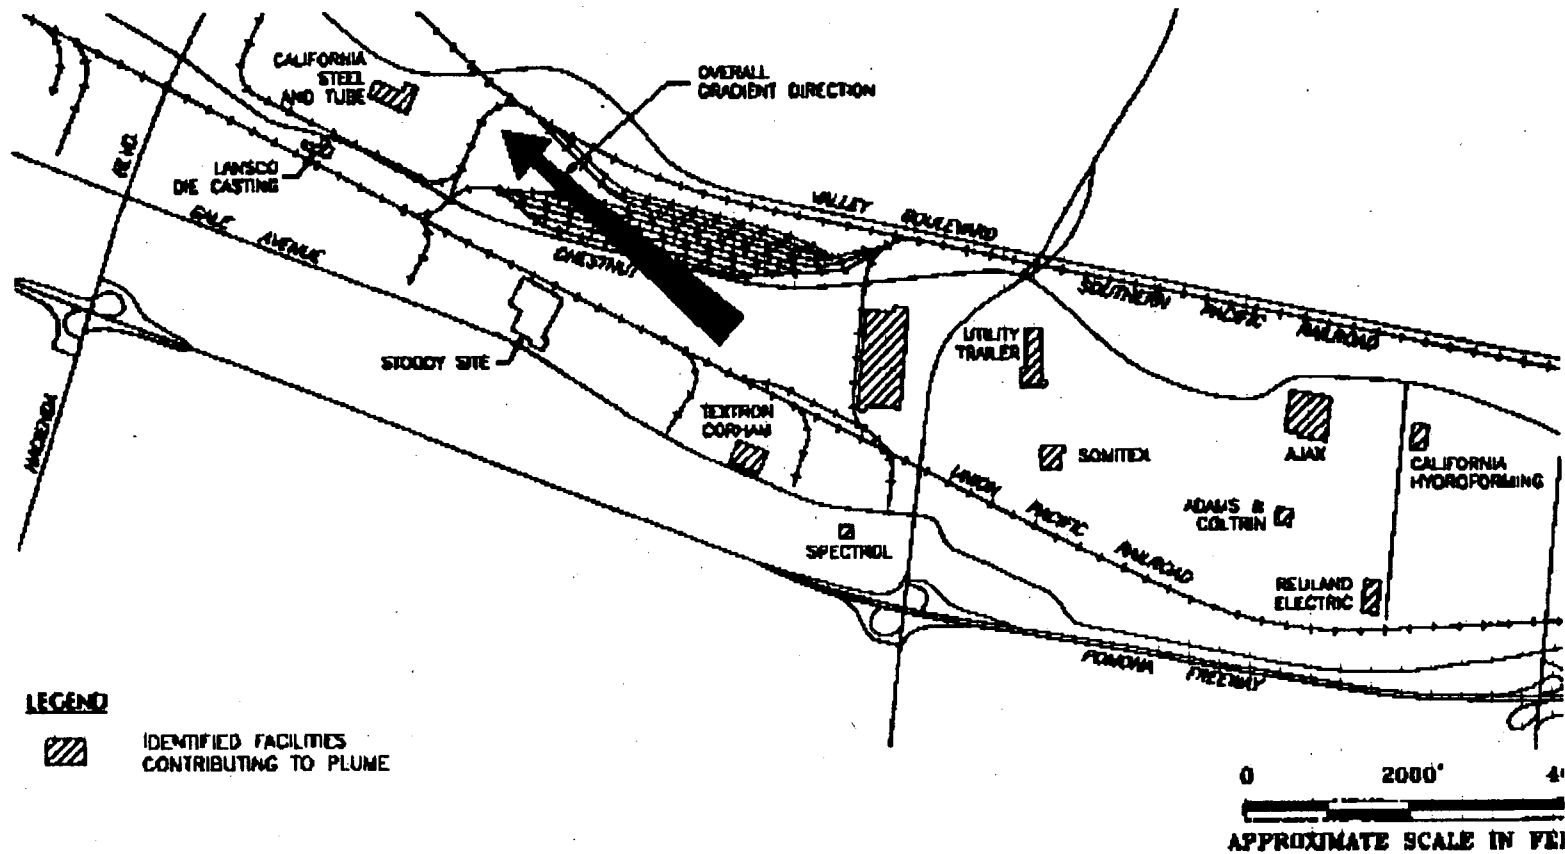 CALIFORNIA
STEEL
AND TUBE
OVERALL
GRADIENT DIRECTION
LANSCO
DIE CASTING
GALE AVENUE
VALLEY BOULEVARD
CHESTNUT
SOUTHERN PACIFIC RAILROAD
STOODY SITE
UTILITY
TRAILER
HACIENDA
TEXTRON
CORHAM
SOMITEX
AJAX
CALIFORNIA
HYDROFORMING
UNION PACIFIC RAILROAD
ADAMS &
COLTRIN
SPECTROL
REULAND
ELECTRIC
POMONA FREEWAY
LEGEND
IDENTIFIED FACILITIES
CONTRIBUTING TO PLUME
0 2000'
APPROXIMATE SCALE IN